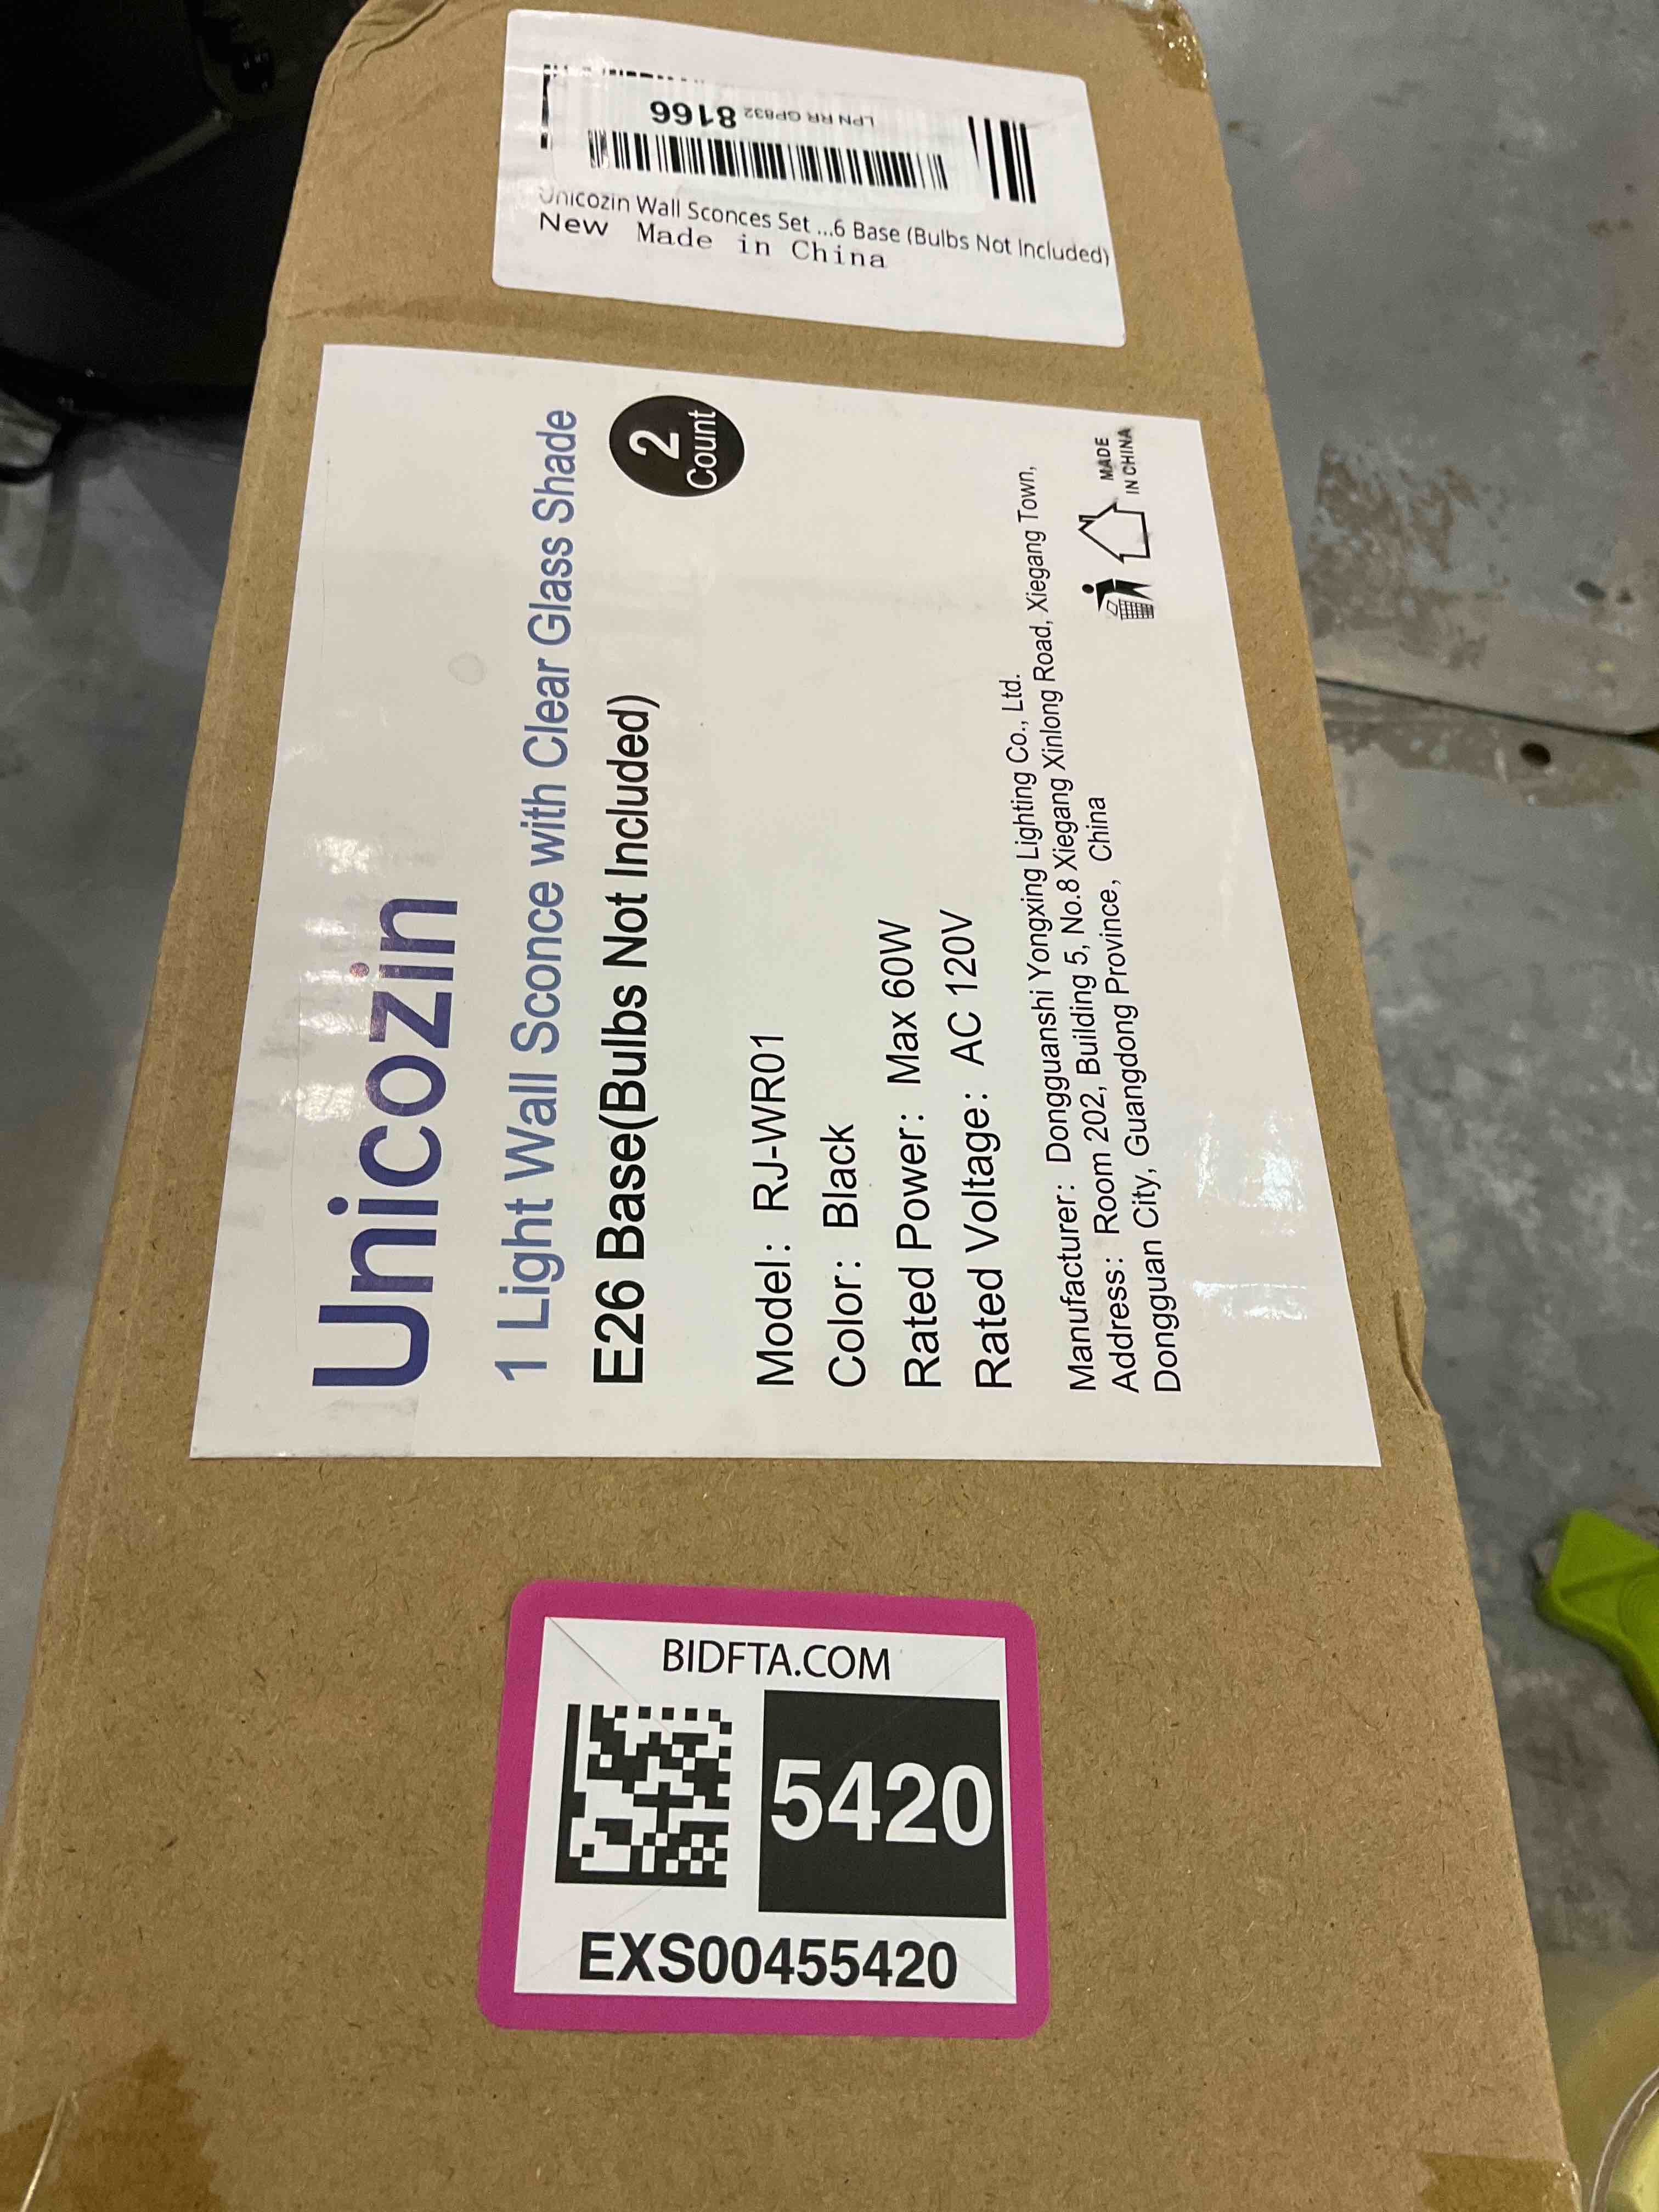 LPN RR GP832 8166
Unicozin Wall Sconces Set ...6 Base (Bulbs Not Included)
New Made in China
Unicozin
1 Light Wall Sconce with Clear Glass Shade
E26 Base(Bulbs Not Included)
2
Count
Model: RJ-WR01
Color: Black
Rated Power: Max 60W
Rated Voltage: AC 120V
Manufacturer: Dongguanshi Yongxing Lighting Co., Ltd.
Address: Room 202, Building 5, No.8 Xiegang Xinlong Road, Xiegang Town,
Dongguan City, Guangdong Province, China
MADE
IN CHINA
BIDFTA.COM
5420
EXS00455420